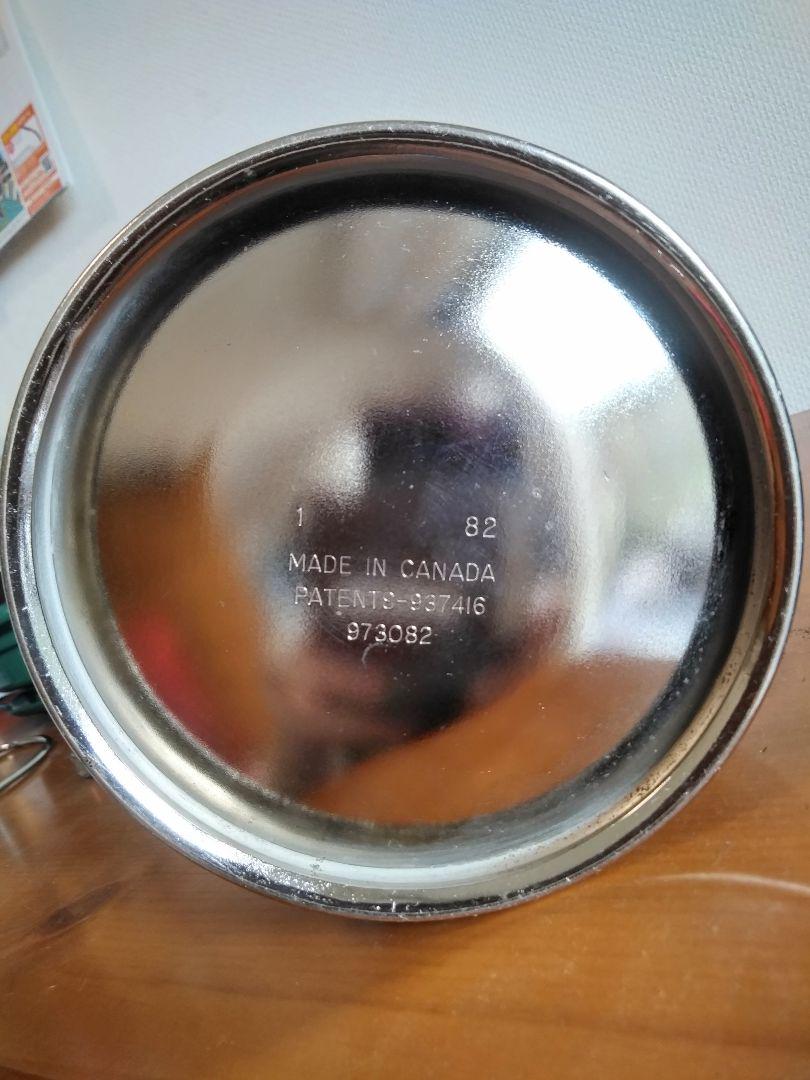 1 82
MADE IN CANADA
PATENTS-937416
973082